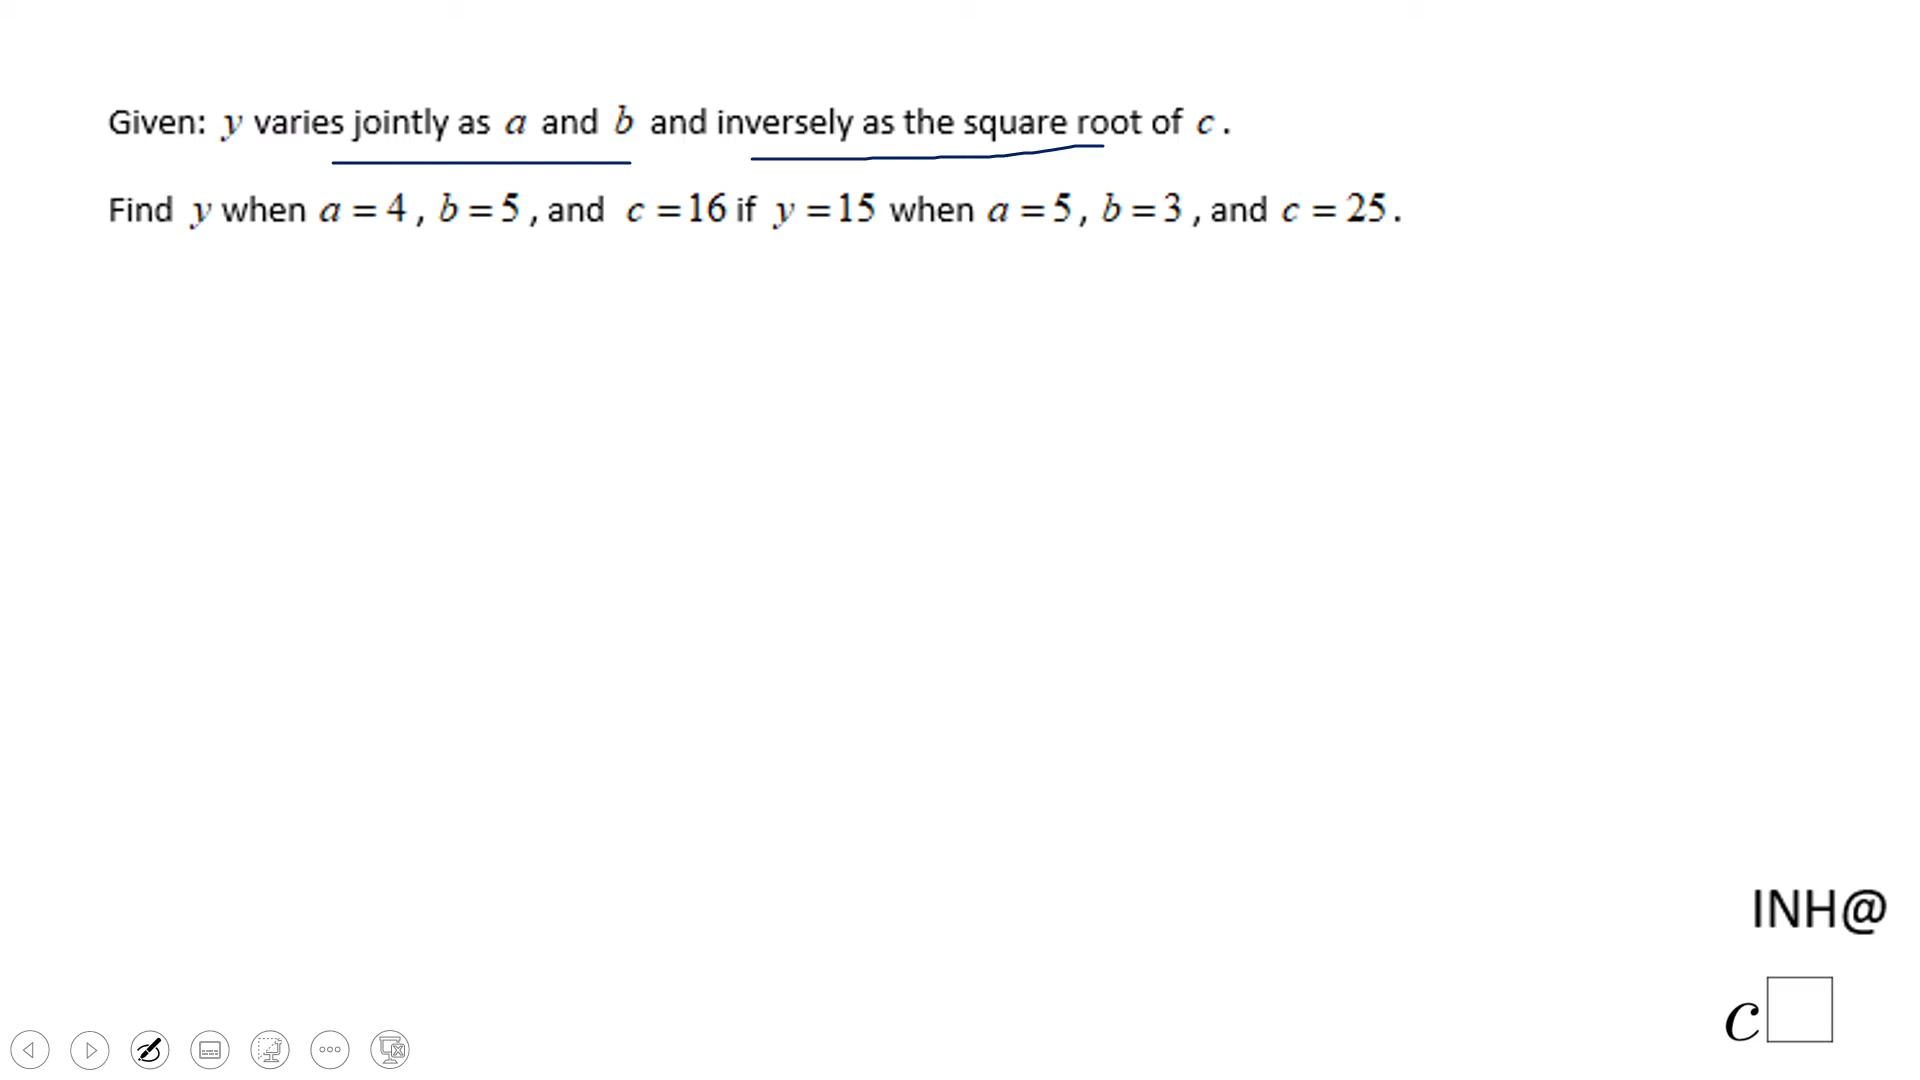 Given: y varies jointly as a and b and inversely as the square root of c.
Find y when a = 4, b = 5, and c = 16 if y = 15 when a = 5, b = 3, and c = 25.
INH@
c□